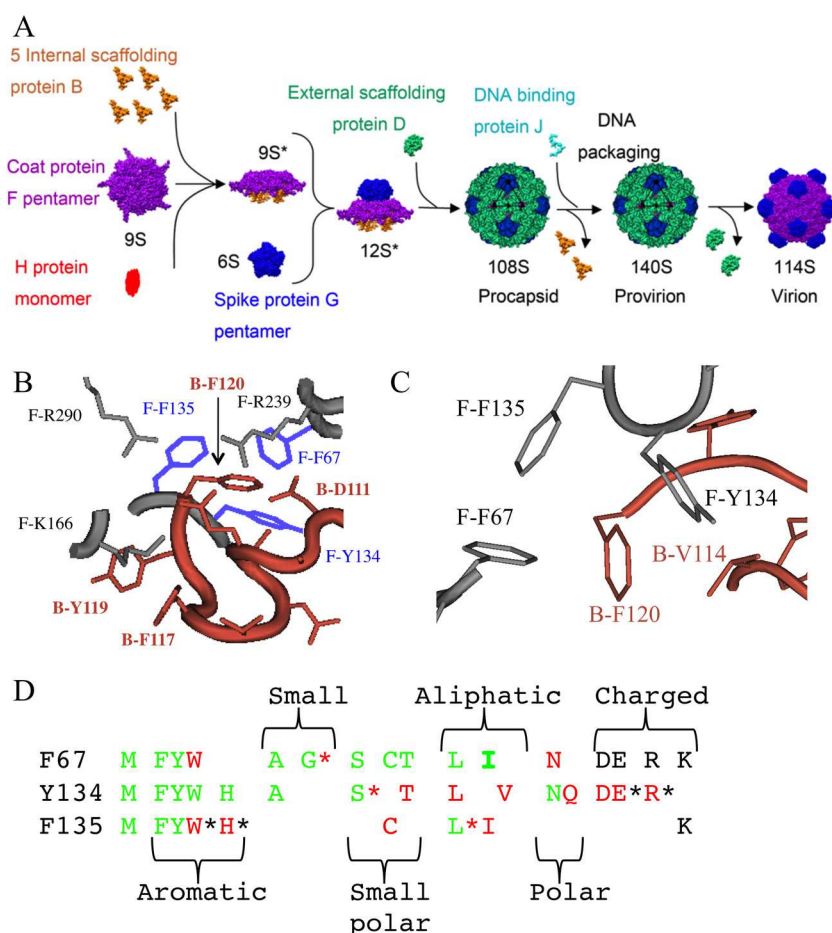 A
5 Internal scaffolding
protein B
External scaffolding
protein D
DNA binding
protein J
DNA
packaging
Coat protein
F pentamer
9S
9S*
H protein
monomer
6S
Spike protein G
pentamer
12S*
108S
Procapsid
140S
Provirion
114S
Virion
B
B-F120
F-R290
F-F135
F-R239
F-F67
B-D111
F-K166
F-Y134
B-Y119
B-F117
C
F-F135
F-Y134
F-F67
B-V114
B-F120
D
Small Aliphatic Charged
F67 M FYW A G* S CT L I N DE R K
Y134 M FYW H A S* T L V NQ DE*R*
F135 M FYW*H* C L*I K
Aromatic Small Polar
polar